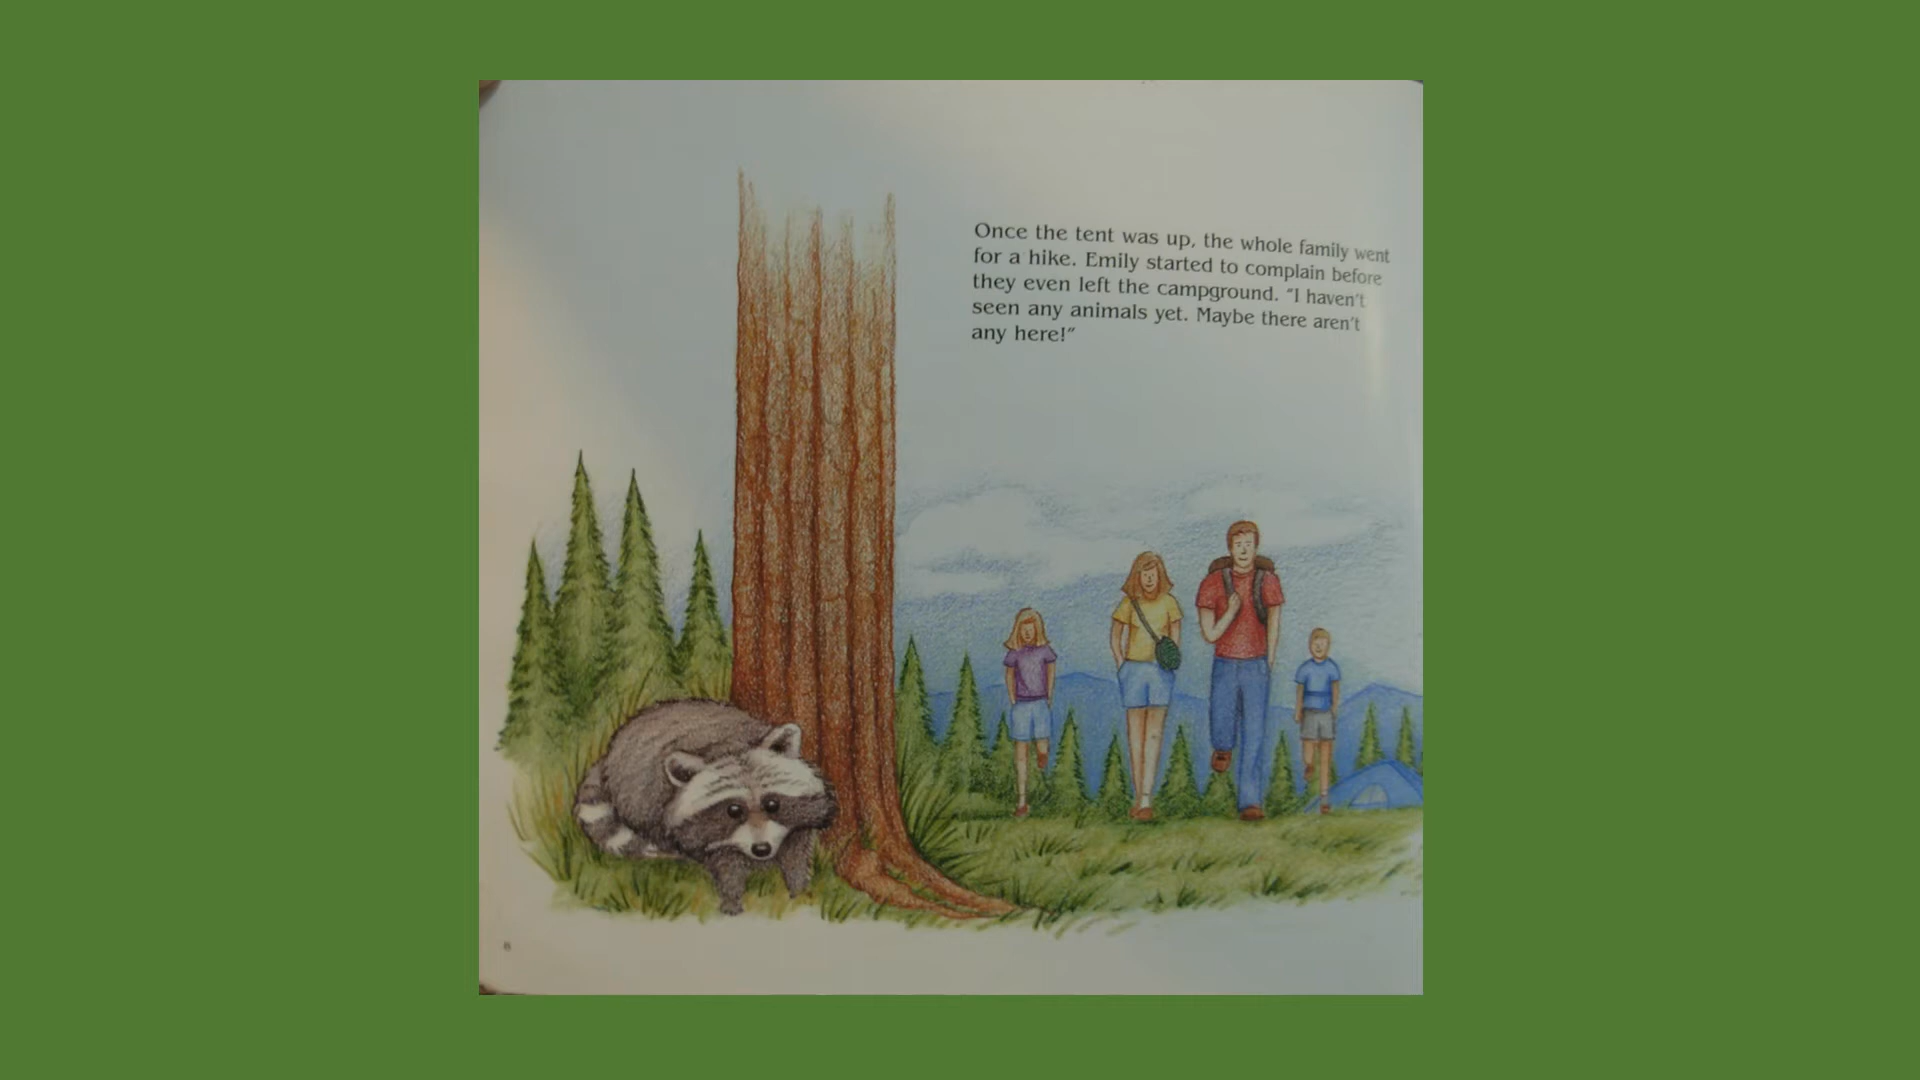 Once the tent was up, the whole family went
for a hike. Emily started to complain before
they even left the campground. "I haven't
seen any animals yet. Maybe there aren't
any here!"